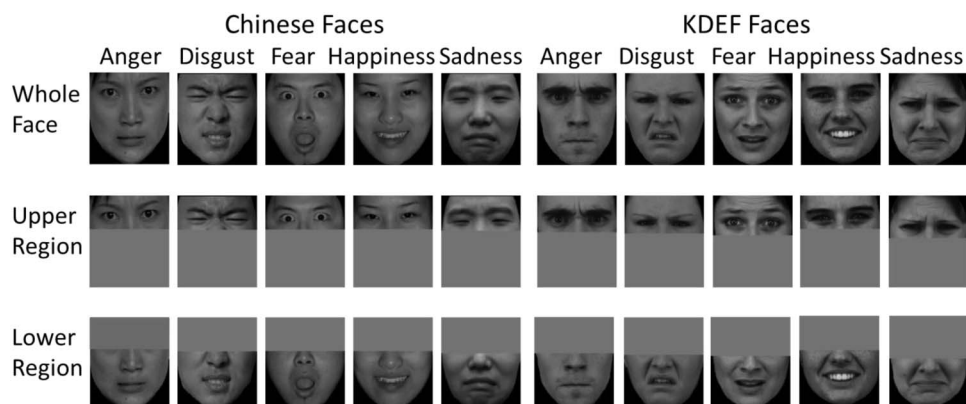 Chinese Faces KDEF Faces
Anger Disgust Fear Happiness Sadness Anger Disgust Fear Happiness Sadness
Whole
Face
Upper
Region
Lower
Region